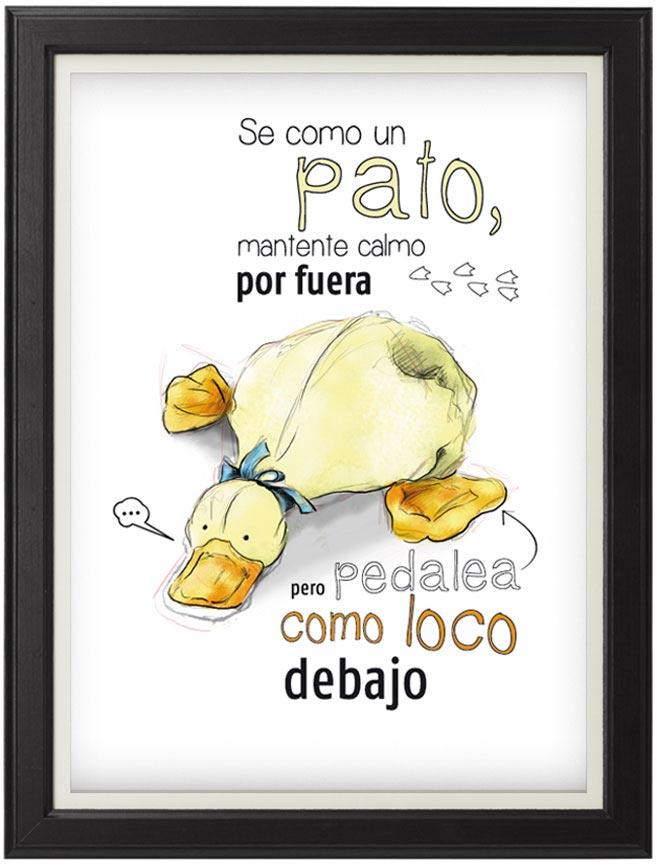 Se como un
pato,
mantente calmo
por fuera
...
pero pedalea
como loco
debajo